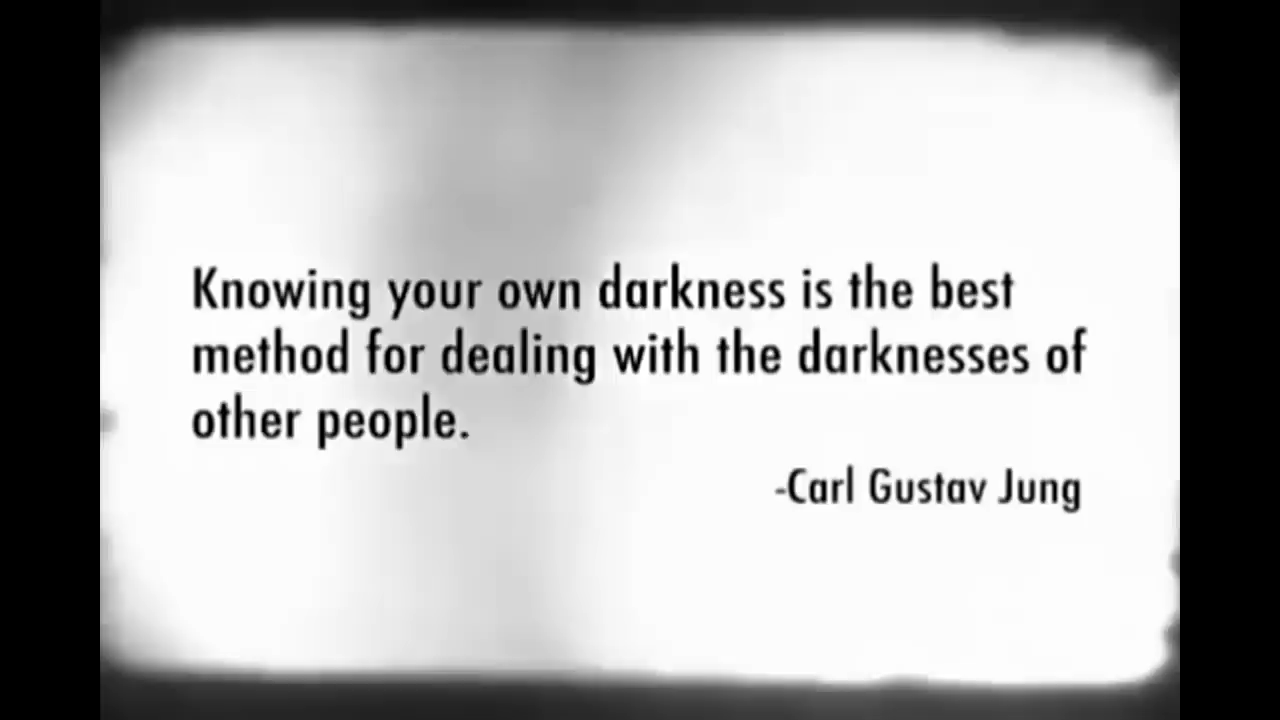 Knowing your own darkness is the best
method for dealing with the darknesses of
other people.
-Carl Gustav Jung